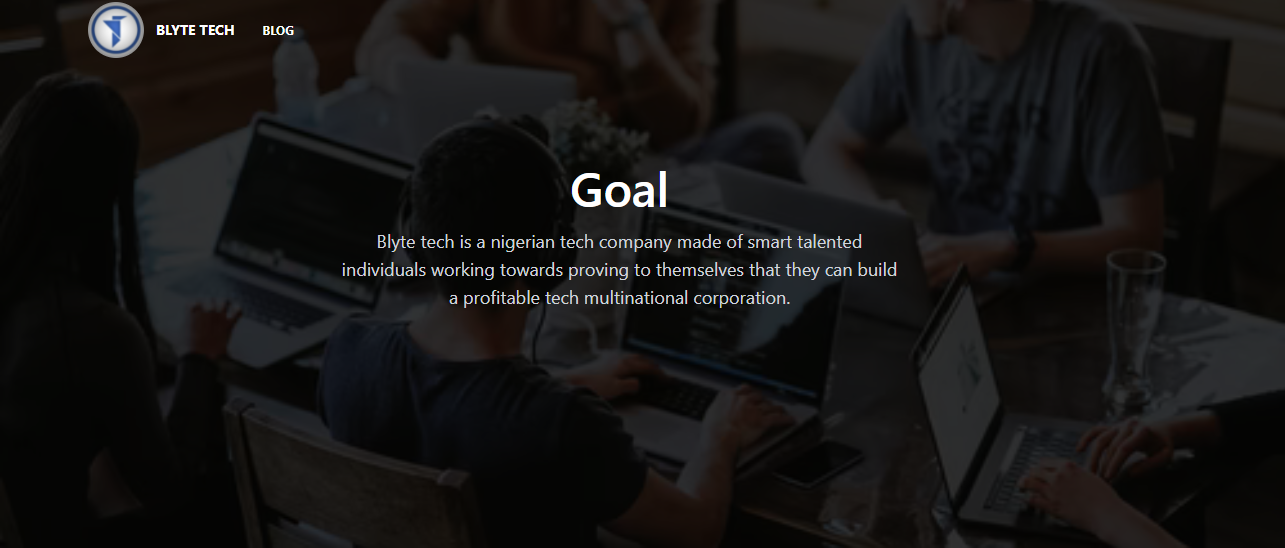 BLYTE TECH BLOG
Goal
Blyte tech is a nigerian tech company made of smart talented
individuals working towards proving to themselves that they can build
a profitable tech multinational corporation.